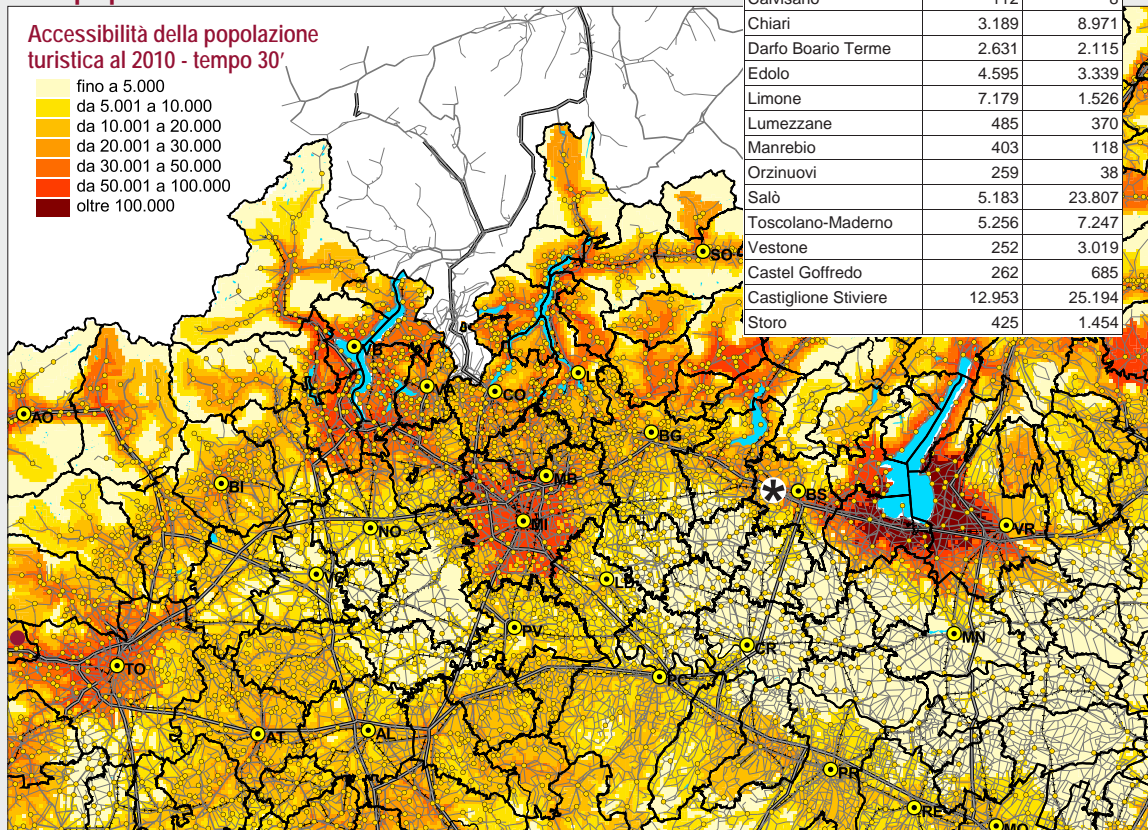 Accessibilità della popolazione
turistica al 2010 - tempo 30'
fino a 5.000
da 5.001 a 10.000
da 10.001 a 20.000
da 20.001 a 30.000
da 30.001 a 50.000
da 50.001 a 100.000
oltre 100.000
Calvisano 112 8
Chiari 3.189 8.971
Darfo Boario Terme 2.631 2.115
Edolo 4.595 3.339
Limone 7.179 1.526
Lumezzane 485 370
Manrebio 403 118
Orzinuovi 259 38
Salò 5.183 23.807
Toscolano-Maderno 5.256 7.247
Vestone 252 3.019
Castel Goffredo 262 685
Castiglione Stiviere 12.953 25.194
Storo 425 1.454
SO
VB
LC
VA
CO
AO
BG
BI
MB
BS
MI
NO
VR
VC
LO
PV
MN
CR
TO
PC
AT
AL
PR
RE
MO